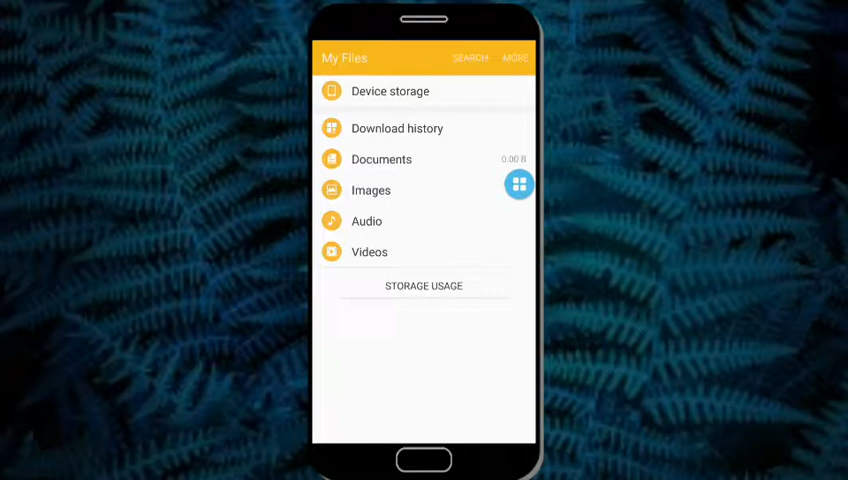 My Files
SEARCH
MORE
Device storage
Download history
Documents
0.00 B
Images
Audio
Videos
STORAGE USAGE